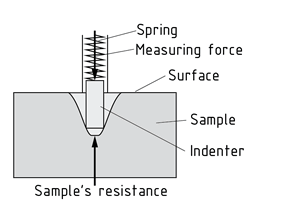 Spring
Measuring force
Surface
Sample
Indenter
Sample's resistance